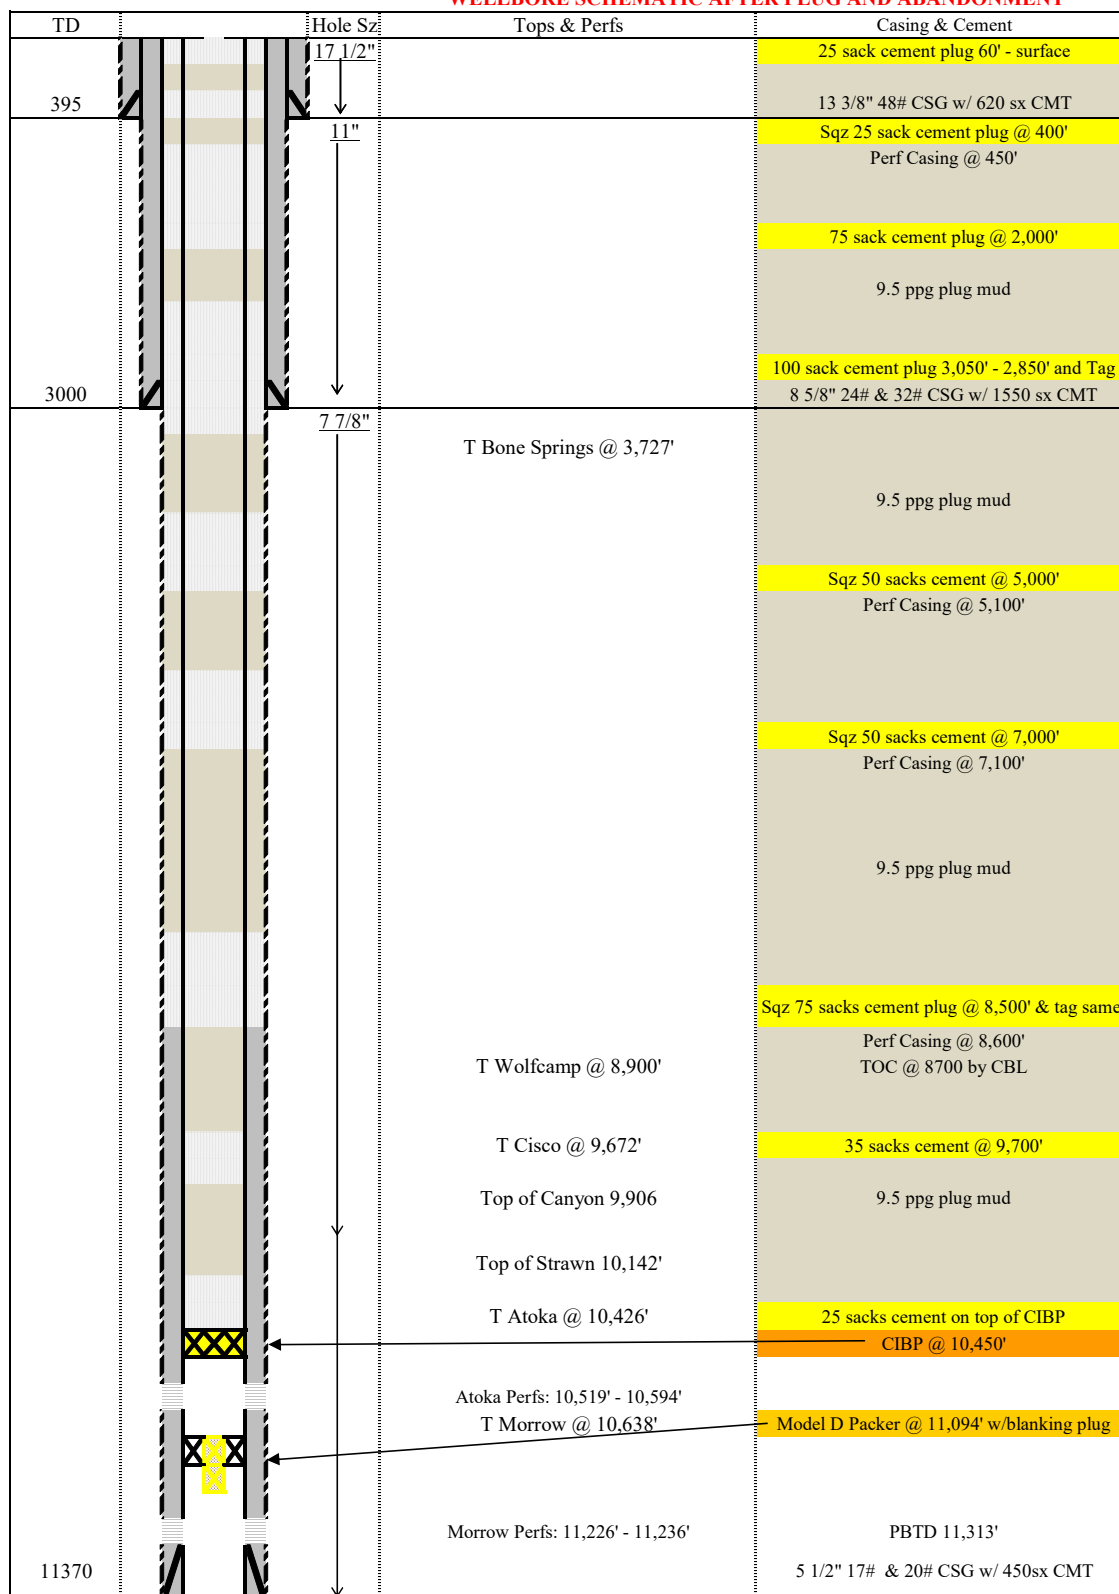 WELLBORE SCHEMATIC AFTER PLUG AND ABANDONMENT
TD Hole Sz Tops & Perfs Casing & Cement
17 1/2" 25 sack cement plug 60' - surface
395 13 3/8" 48# CSG w/ 620 sx CMT
11" Sqz 25 sack cement plug @ 400'
Perf Casing @ 450'
75 sack cement plug @ 2,000'
9.5 ppg plug mud
100 sack cement plug 3,050' - 2,850' and Tag
3000 8 5/8" 24# & 32# CSG w/ 1550 sx CMT
7 7/8"
T Bone Springs @ 3,727'
9.5 ppg plug mud
Sqz 50 sacks cement @ 5,000'
Perf Casing @ 5,100'
Sqz 50 sacks cement @ 7,000'
Perf Casing @ 7,100'
9.5 ppg plug mud
Sqz 75 sacks cement plug @ 8,500' & tag same
Perf Casing @ 8,600'
T Wolfcamp @ 8,900' TOC @ 8700 by CBL
T Cisco @ 9,672' 35 sacks cement @ 9,700'
Top of Canyon 9,906 9.5 ppg plug mud
Top of Strawn 10,142'
T Atoka @ 10,426' 25 sacks cement on top of CIBP
CIBP @ 10,450'
Atoka Perfs: 10,519' - 10,594'
T Morrow @ 10,638' Model D Packer @ 11,094' w/blanking plug
Morrow Perfs: 11,226' - 11,236' PBTD 11,313'
11370 5 1/2" 17# & 20# CSG w/ 450sx CMT